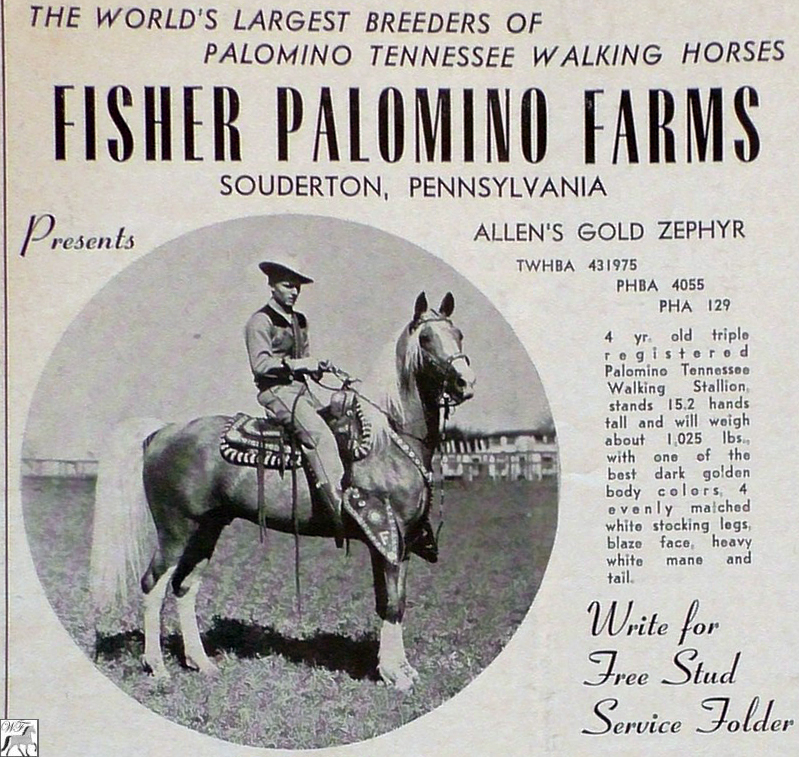 THE WORLD'S LARGEST BREEDERS OF
PALOMINO TENNESSEE WALKING HORSES
FISHER PALOMINO FARMS
SOUDERTON, PENNSYLVANIA
Presents
ALLEN'S GOLD ZEPHYR
TWHBA 431975
PHBA 4055
PHA 129
4 yr. old triple
registered
Palomino Tennessee
Walking Stallion,
stands 15.2 hands
tall and will weigh
about 1,025 lbs.,
with one of the
best dark golden
body colors, 4
evenly matched
white stocking legs,
blaze face, heavy
white mane and
tail.
Write for
Free Stud
Service Folder
WF